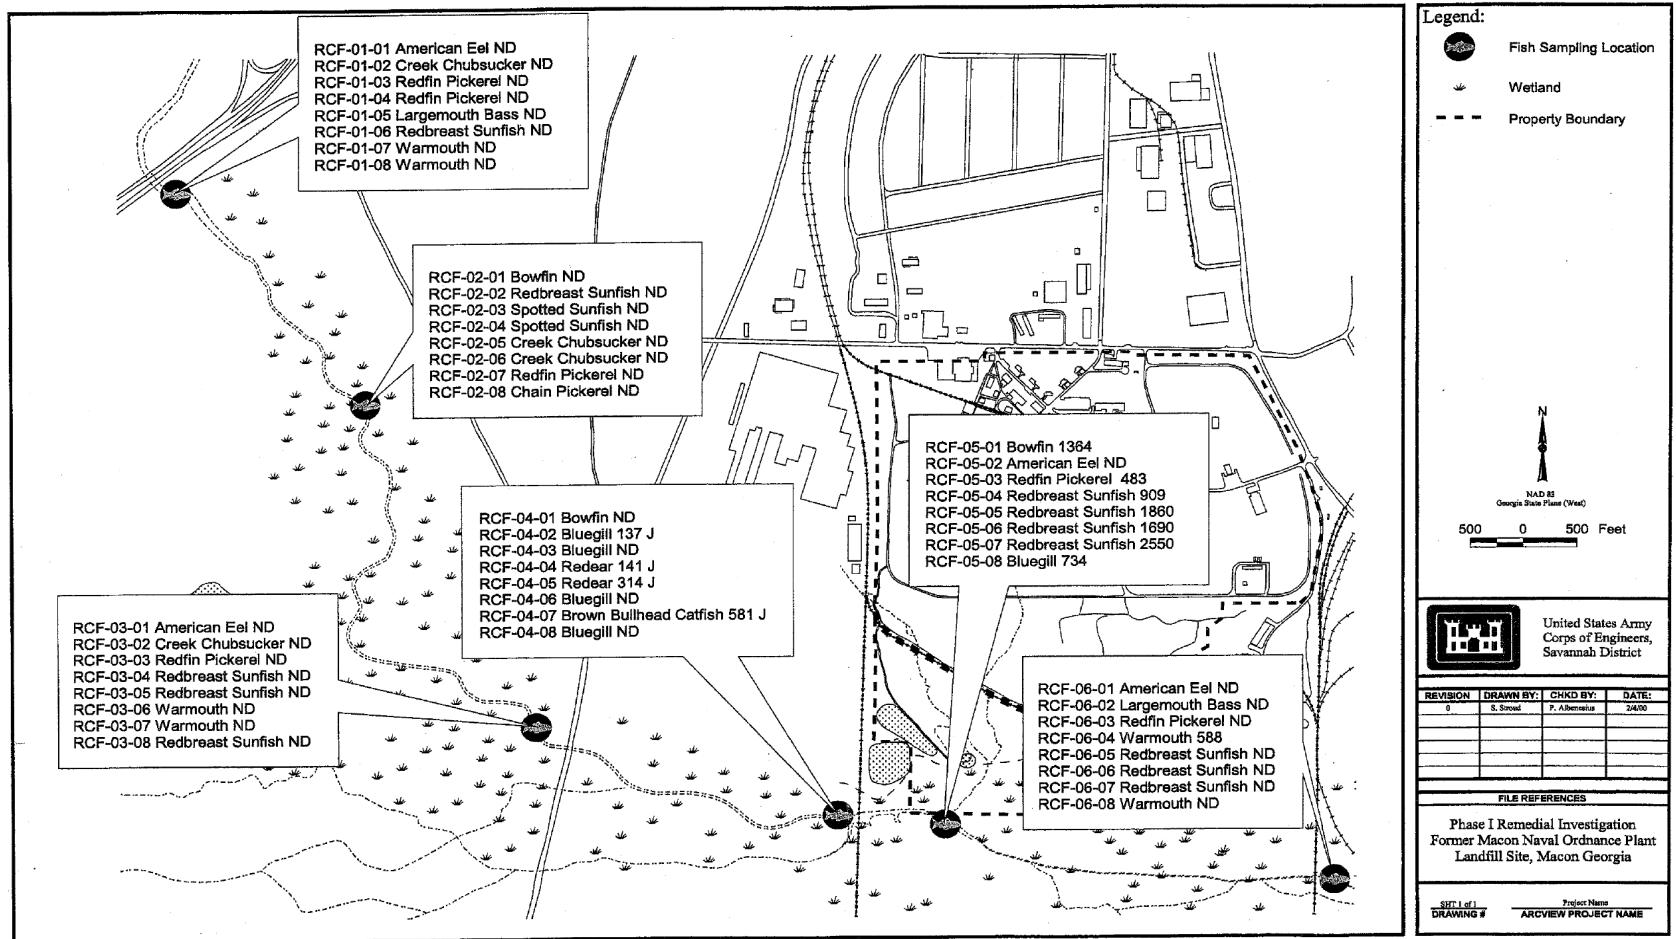 RCF-01-01 American Eel ND
RCF-01-02 Creek Chubsucker ND
RCF-01-03 Redfin Pickerel ND
RCF-01-04 Redfin Pickerel ND
RCF-01-05 Largemouth Bass ND
RCF-01-06 Redbreast Sunfish ND
RCF-01-07 Warmouth ND
RCF-01-08 Warmouth ND
RCF-02-01 Bowfin ND
RCF-02-02 Redbreast Sunfish ND
RCF-02-03 Spotted Sunfish ND
RCF-02-04 Spotted Sunfish ND
RCF-02-05 Creek Chubsucker ND
RCF-02-06 Creek Chubsucker ND
RCF-02-07 Redfin Pickerel ND
RCF-02-08 Chain Pickerel ND
RCF-05-01 Bowfin 1364
RCF-05-02 American Eel ND
RCF-05-03 Redfin Pickerel 483
RCF-05-04 Redbreast Sunfish 909
RCF-05-05 Redbreast Sunfish 1860
RCF-05-06 Redbreast Sunfish 1690
RCF-05-07 Redbreast Sunfish 2550
RCF-05-08 Bluegill 734
RCF-04-01 Bowfin ND
RCF-04-02 Bluegill 137 J
RCF-04-03 Bluegill ND
RCF-04-04 Redear 141 J
RCF-04-05 Redear 314 J
RCF-04-06 Bluegill ND
RCF-04-07 Brown Bullhead Catfish 581 J
RCF-04-08 Bluegill ND
RCF-03-01 American Eel ND
RCF-03-02 Creek Chubsucker ND
RCF-03-03 Redfin Pickerel ND
RCF-03-04 Redbreast Sunfish ND
RCF-03-05 Redbreast Sunfish ND
RCF-03-06 Warmouth ND
RCF-03-07 Warmouth ND
RCF-03-08 Redbreast Sunfish ND
RCF-06-01 American Eel ND
RCF-06-02 Largemouth Bass ND
RCF-06-03 Redfin Pickerel ND
RCF-06-04 Warmouth 588
RCF-06-05 Redbreast Sunfish ND
RCF-06-06 Redbreast Sunfish ND
RCF-06-07 Redbreast Sunfish ND
RCF-06-08 Warmouth ND
Legend:
Fish Sampling Location
Wetland
Property Boundary
N
NAD 83
Georgia State Plane (West)
500 0 500 Feet
United States Army
Corps of Engineers,
Savannah District
REVISION DRAWN BY: CHKD BY: DATE:
0 S. Stroud P. 2/4/00
FILE REFERENCES
Phase I Remedial Investigation
Former Macon Naval Ordnance Plant
Landfill Site, Macon Georgia
SHT 1 of 1 Project Name
DRAWING # ARCVIEW PROJECT NAME